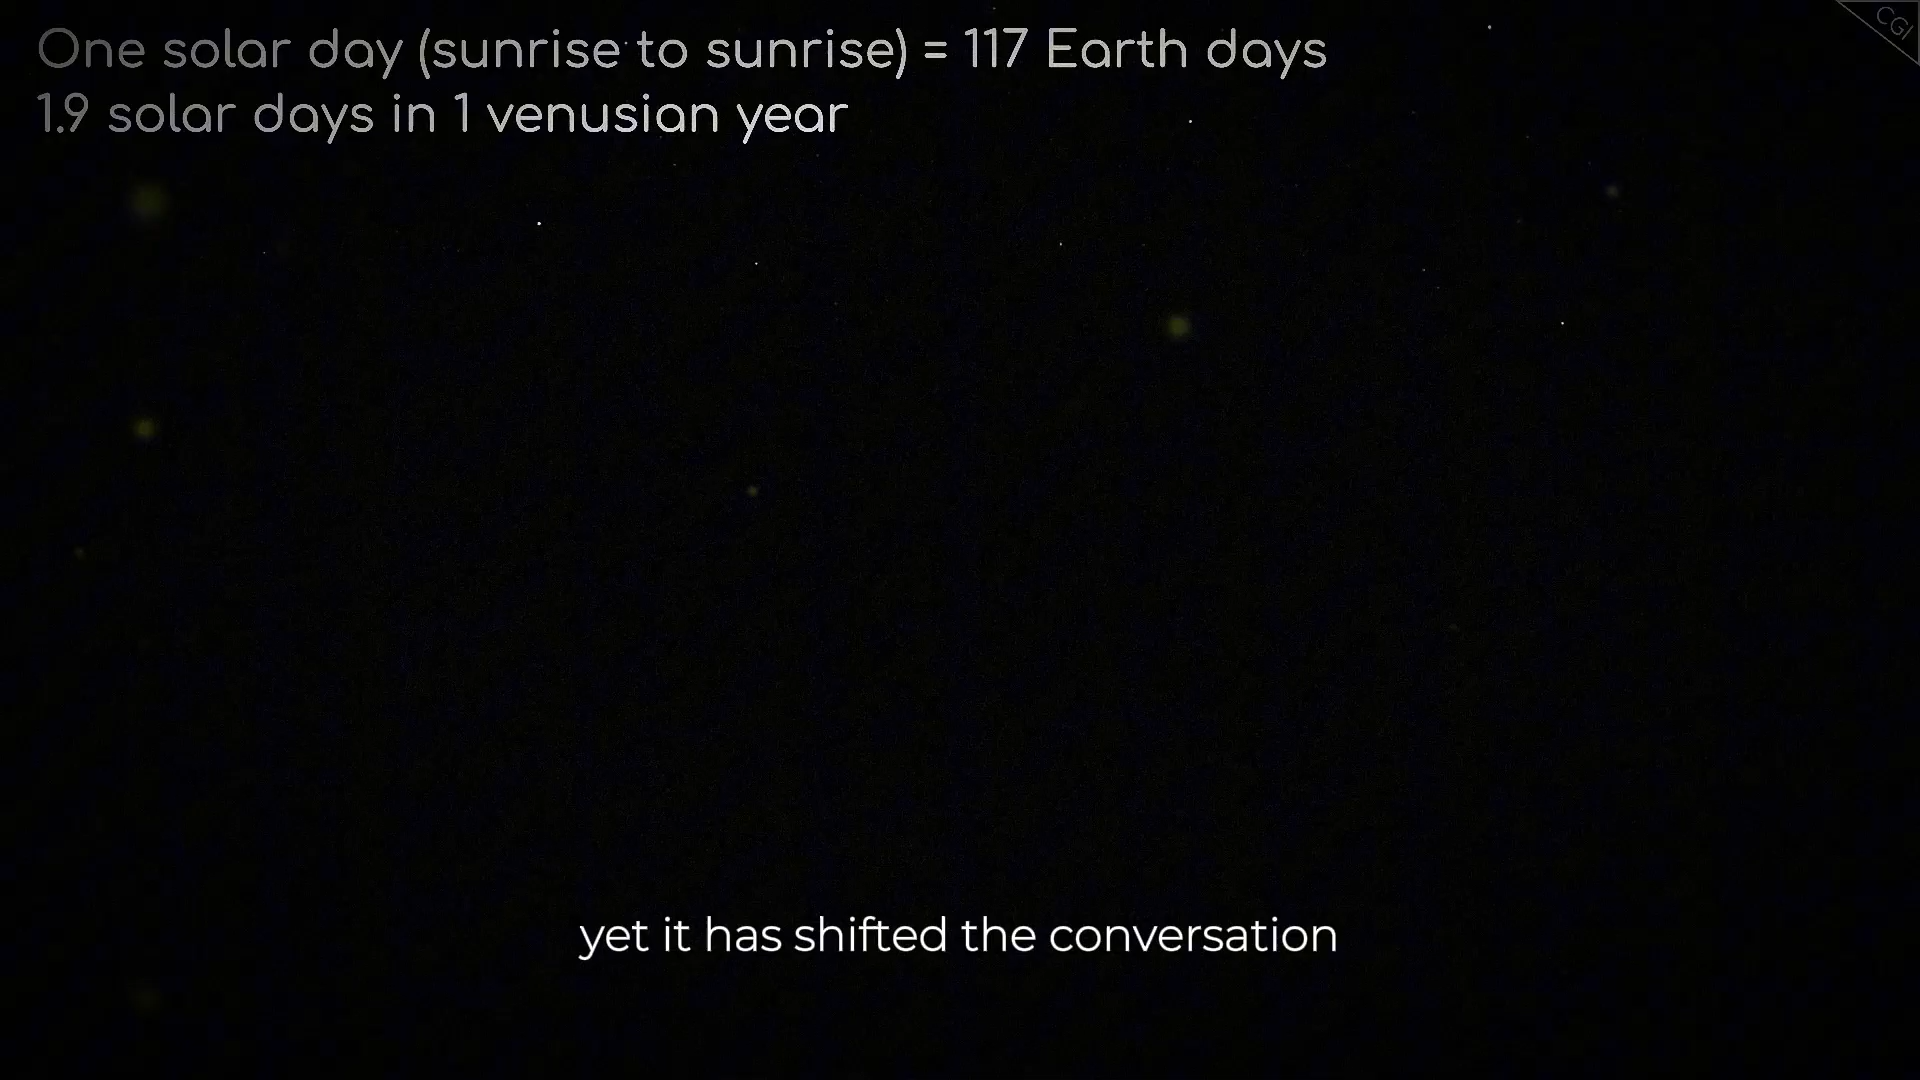 One solar day (sunrise to sunrise) = 117 Earth days
1.9 solar days in 1 venusian year
CGI
yet it has shifted the conversation